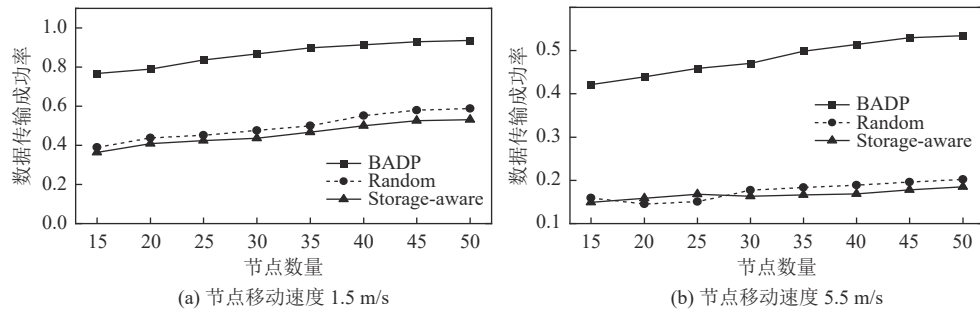 1.0
0.8
0.6
0.4
0.2
0.0
数据传输成功率
BADP
Random
Storage-aware
15 20 25 30 35 40 45 50
节点数量
(a) 节点移动速度 1.5 m/s
0.5
0.4
0.3
0.2
0.1
数据传输成功率
BADP
Random
Storage-aware
15 20 25 30 35 40 45 50
节点数量
(b) 节点移动速度 5.5 m/s